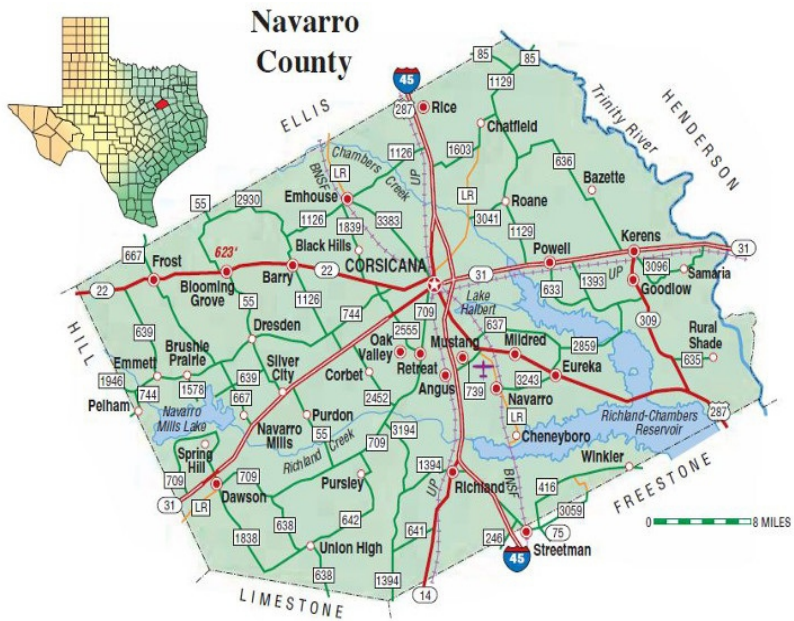 Navarro
County
85
85
45
287
Rice
1129
Trinity River
HENDERSON
ELLIS
Chatfield
1126
1603
636
Chambers
Creek
UP
BNSF
LR
LR
Bazette
55
2930
Emhouse
1126
1839
3383
Roane
3041
1129
667
623'
Black Hills
Frost
CORSICANA
Powell
Kerens
31
31
Blooming
Grove
Barry
22
22
UP
633
1393
3096
Samaria
Goodlow
Lake
Halbert
HILL
55
1126
744
709
309
639
Dresden
2555
637
Rural
Shade
Brushie
Prairie
Oak
Valley
Mustang
Mildred
2859
Emmett
Silver
City
Corbet
Retreat
Eureka
635
1946
744
1578
639
Angus
739
3243
Pelham
667
2452
Navarro
287
Navarro
Mills Lake
Navarro
Mills
Purdon
LR
Richland-Chambers
Reservoir
55
3194
Cheneyboro
Spring
Hill
Richland
Creek
709
Winkler
FREESTONE
709
709
1394
BNSF
31
LR
Dawson
Pursley
UP
Richland
416
0
8 MILES
1838
638
642
641
246
3059
75
Union High
Streetman
638
1394
14
45
LIMESTONE